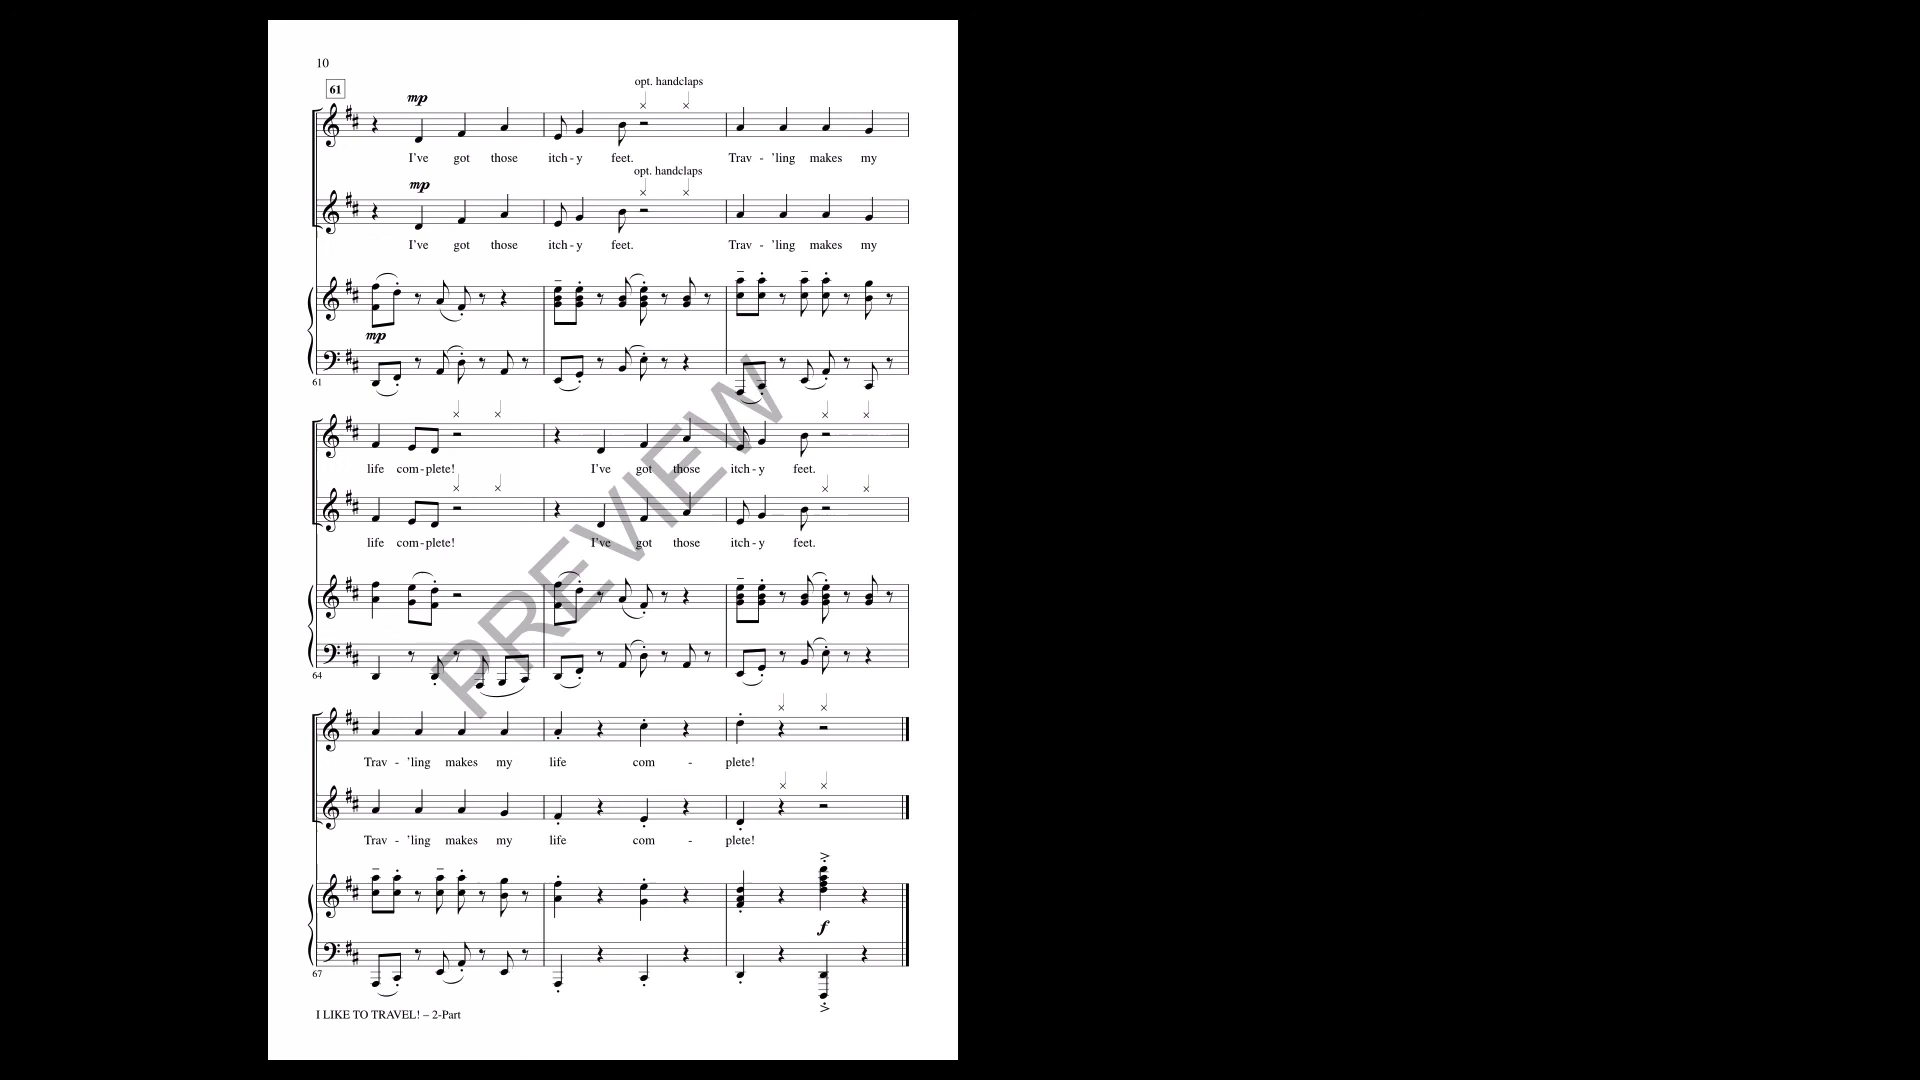 10
61
opt. handclaps
mp
I've got those itch - y feet. Trav - 'ling makes my
opt. handclaps
mp
I've got those itch - y feet. Trav - 'ling makes my
mp
61
life com - plete! I've got those itch - y feet.
life com - plete! I've got those itch - y feet.
64
PREVIEW
Trav - 'ling makes my life com - plete!
Trav - 'ling makes my life com - plete!
f
67
I LIKE TO TRAVEL! – 2-Part